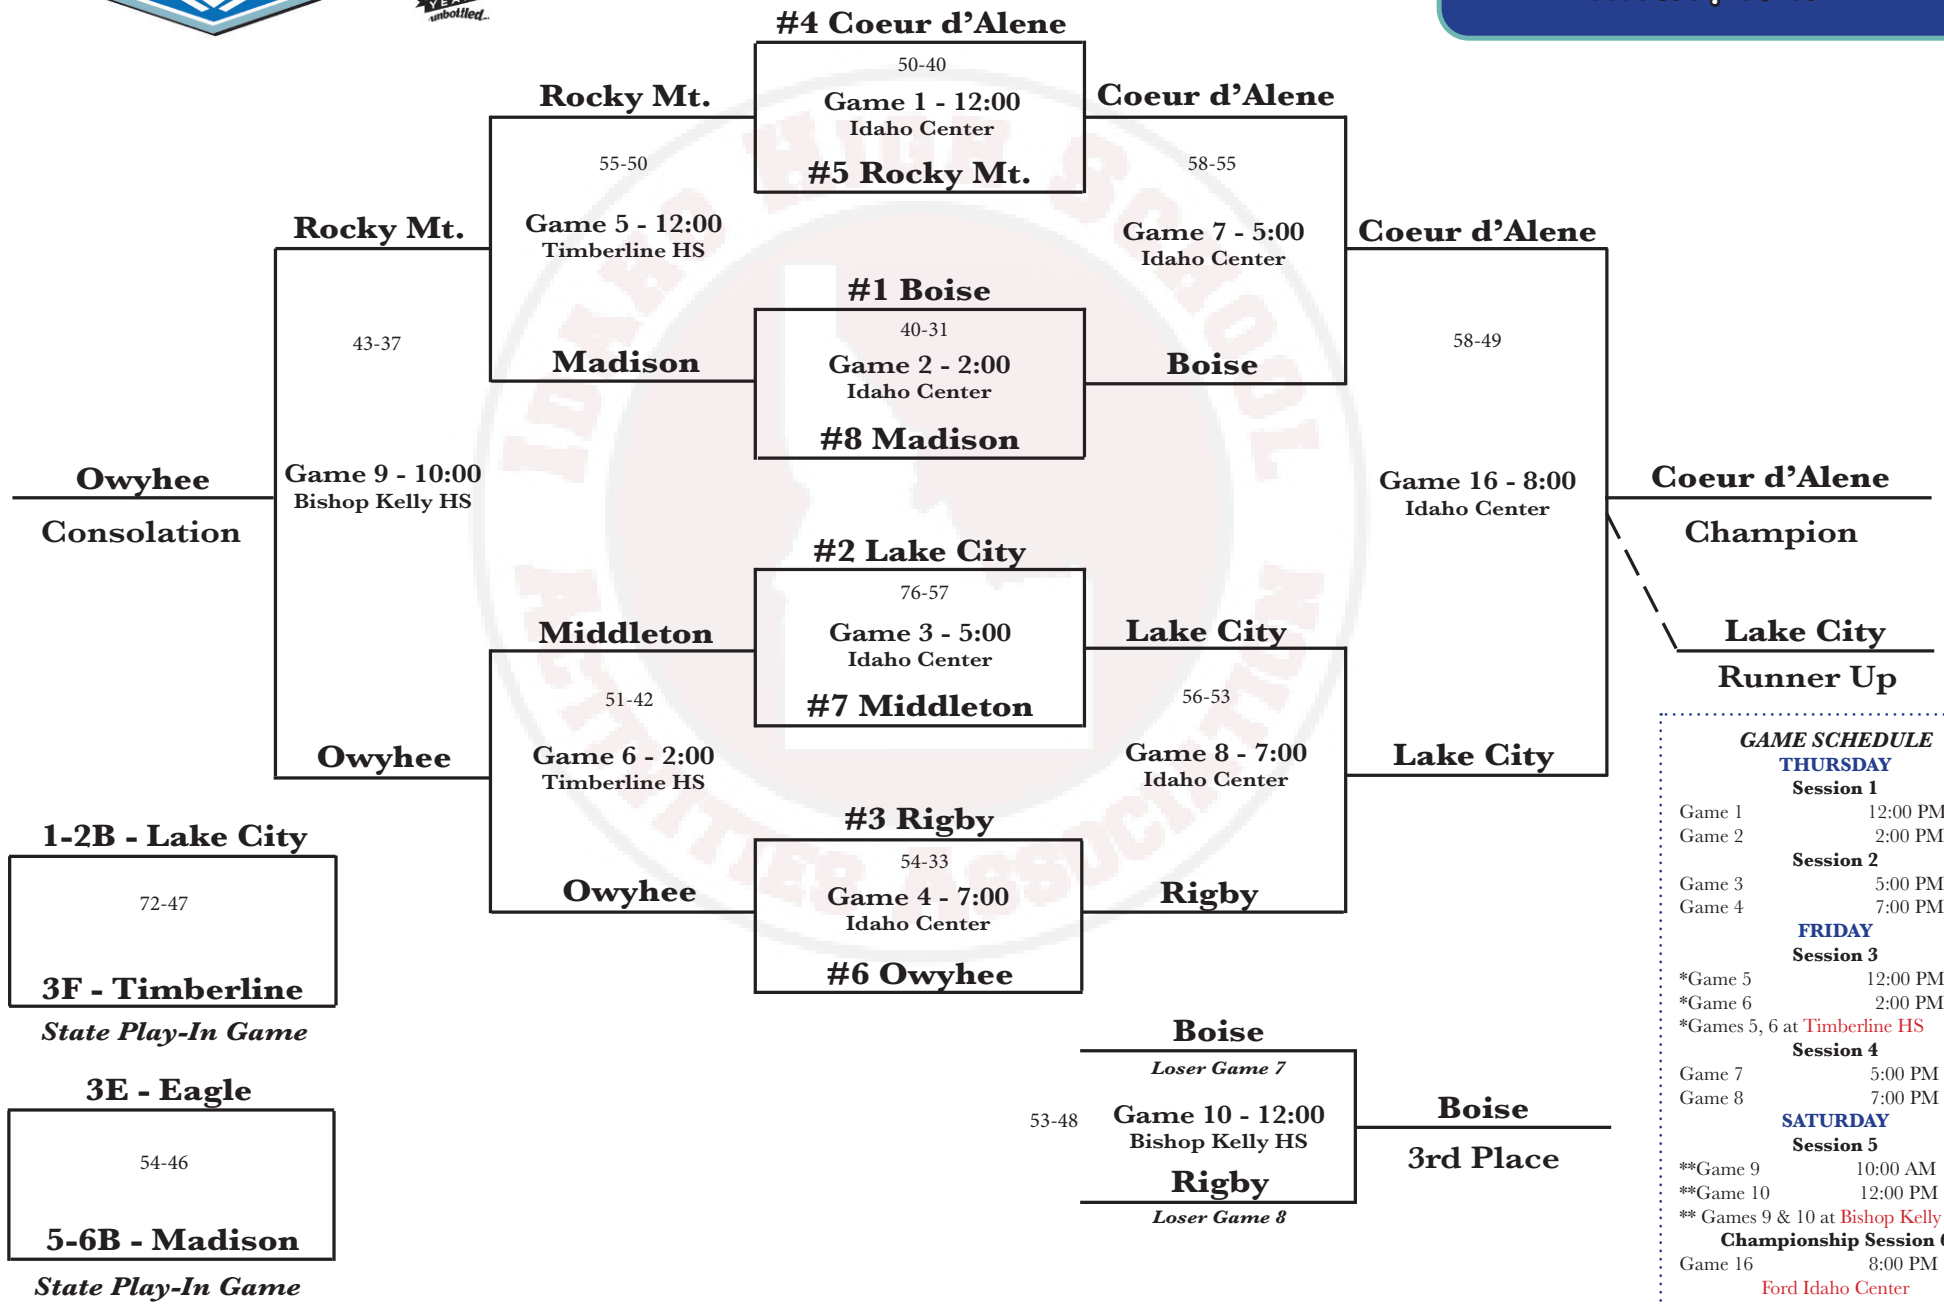 unbottled...
#4 Coeur d'Alene
50-40
Game 1 - 12:00
Idaho Center
#5 Rocky Mt.
Rocky Mt.
Coeur d'Alene
55-50
Game 5 - 12:00
Timberline HS
58-55
Game 7 - 5:00
Idaho Center
Rocky Mt.
Coeur d'Alene
#1 Boise
40-31
Game 2 - 2:00
Idaho Center
#8 Madison
Madison
Boise
43-37
Game 9 - 10:00
Bishop Kelly HS
58-49
Game 16 - 8:00
Idaho Center
Owyhee
Consolation
Coeur d'Alene
Champion
#2 Lake City
76-57
Game 3 - 5:00
Idaho Center
#7 Middleton
Middleton
Lake City
Lake City
Runner Up
51-42
Game 6 - 2:00
Timberline HS
56-53
Game 8 - 7:00
Idaho Center
Owyhee
Lake City
#3 Rigby
54-33
Game 4 - 7:00
Idaho Center
#6 Owyhee
Owyhee
Rigby
1-2B - Lake City
72-47
3F - Timberline
State Play-In Game
3E - Eagle
54-46
5-6B - Madison
State Play-In Game
Boise
Loser Game 7
53-48
Game 10 - 12:00
Bishop Kelly HS
Rigby
Loser Game 8
Boise
3rd Place
GAME SCHEDULE
THURSDAY
Session 1
Game 1 12:00 PM
Game 2 2:00 PM
Session 2
Game 3 5:00 PM
Game 4 7:00 PM
FRIDAY
Session 3
*Game 5 12:00 PM
*Game 6 2:00 PM
*Games 5, 6 at Timberline HS
Session 4
Game 7 5:00 PM
Game 8 7:00 PM
SATURDAY
Session 5
**Game 9 10:00 AM
**Game 10 12:00 PM
** Games 9 & 10 at Bishop Kelly
Championship Session 6
Game 16 8:00 PM
Ford Idaho Center
IDAHO HIGH SCHOOL
ACTIVITIES ASSOCIATION